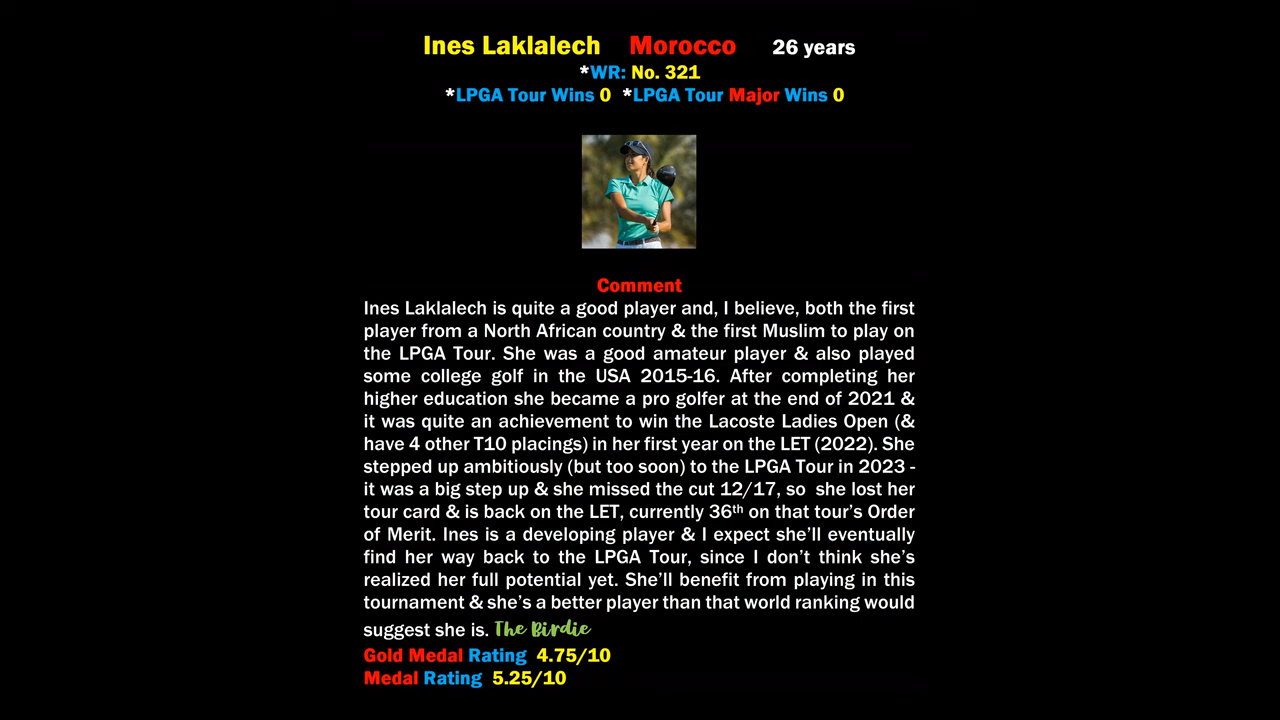 Ines Laklalech Morocco 26 years
*WR: No. 321
*LPGA Tour Wins 0 *LPGA Tour Major Wins 0
Comment
Ines Laklalech is quite a good player and, I believe, both the first
player from a North African country & the first Muslim to play on
the LPGA Tour. She was a good amateur player & also played
some college golf in the USA 2015-16. After completing her
higher education she became a pro golfer at the end of 2021 &
it was quite an achievement to win the Lacoste Ladies Open (&
have 4 other T10 placings) in her first year on the LET (2022). She
stepped up ambitiously (but too soon) to the LPGA Tour in 2023 -
it was a big step up & she missed the cut 12/17, so she lost her
tour card & is back on the LET, currently 36th on that tour's Order
of Merit. Ines is a developing player & I expect she'll eventually
find her way back to the LPGA Tour, since I don't think she's
realized her full potential yet. She'll benefit from playing in this
tournament & she's a better player than that world ranking would
suggest she is. The Birdie
Gold Medal Rating 4.75/10
Medal Rating 5.25/10